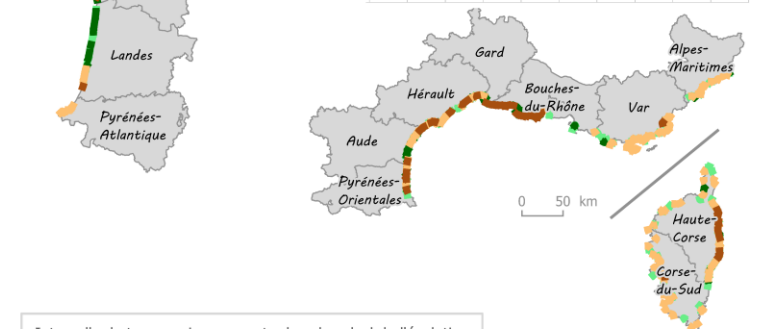 Landes
Pyrénées-
Atlantique
Gard
Hérault
Aude
Pyrénées-
Orientales
Bouches-
du-Rhône
Var
Alpes-
Maritimes
0 50 km
Haute-
Corse
Corse-
du-Sud